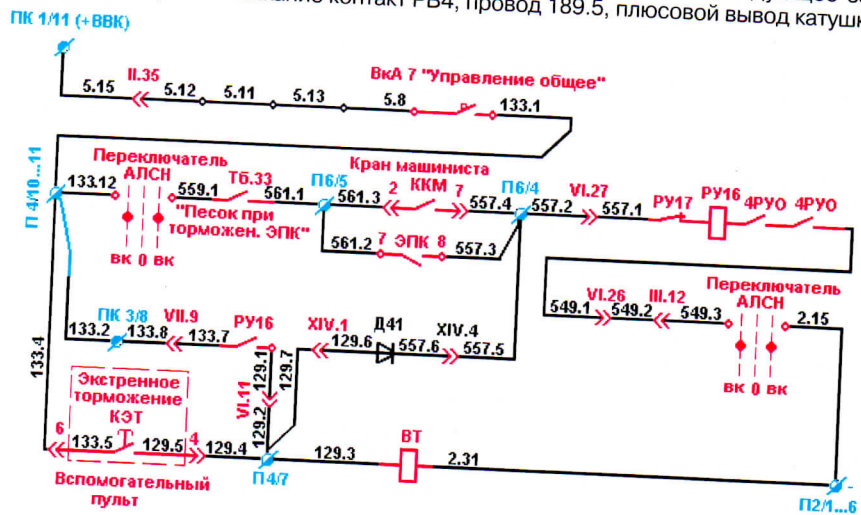 контакт РВ4, провод 189.5, плюсовой вывод катуш
ПК 1/11 (+ВВК)
5.15
II.35
5.12
5.11
5.13
5.8
ВкА 7 "Управление общее"
133.1
П 4/10...11
133.12
Переключатель
АЛСН
вк 0 вк
559.1
Тб.33
561.1
"Песок при
торможен. ЭПК"
П6/5
561.3
2
Кран машиниста
ККМ
7
557.4
П6/4
557.2
VI.27
557.1
РУ17
РУ16
4РУО
4РУО
561.2
7
ЭПК
8
557.3
549.1
VI.26
549.2
III.12
549.3
Переключатель
АЛСН
вк 0 вк
2.15
133.2
ПК 3/8
133.8
VII.9
133.7
РУ16
129.1
129.7
VI.11
129.2
XIV.1
129.6
Д41
557.6
XIV.4
557.5
133.4
Экстренное
торможение
КЭТ
6
133.5
129.5
4
129.4
Вспомогательный
пульт
П4/7
129.3
ВТ
2.31
-
П2/1...6